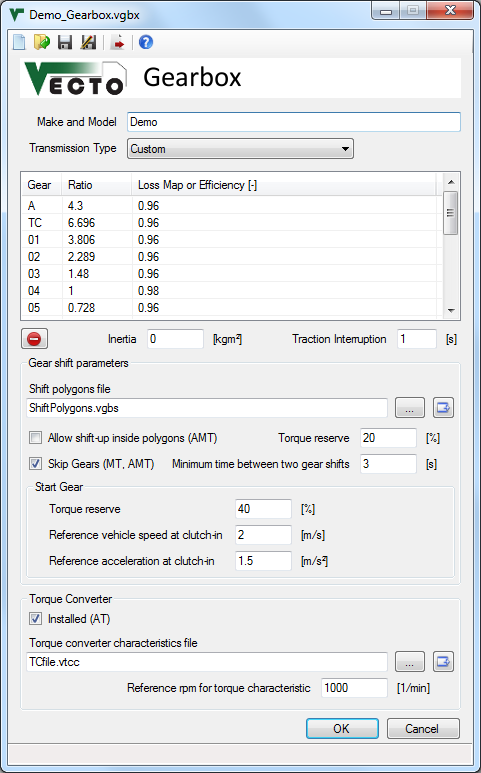 Demo_Gearbox.vgbx
VECTO Gearbox
Make and Model Demo
Transmission Type Custom
Gear Ratio Loss Map or Efficiency [-]
A 4.3 0.96
TC 6.696 0.96
01 3.806 0.96
02 2.289 0.96
03 1.48 0.96
04 1 0.98
05 0.728 0.96
Inertia 0 [kgm²] Traction Interruption 1 [s]
Gear shift parameters
Shift polygons file
ShiftPolygons.vgbs ...
Allow shift-up inside polygons (AMT) Torque reserve 20 [%]
Skip Gears (MT, AMT) Minimum time between two gear shifts 3 [s]
Start Gear
Torque reserve 40 [%]
Reference vehicle speed at clutch-in 2 [m/s]
Reference acceleration at clutch-in 1.5 [m/s²]
Torque Converter
Installed (AT)
Torque converter characteristics file
TCfile.vtcc ...
Reference rpm for torque characteristic 1000 [1/min]
OK Cancel